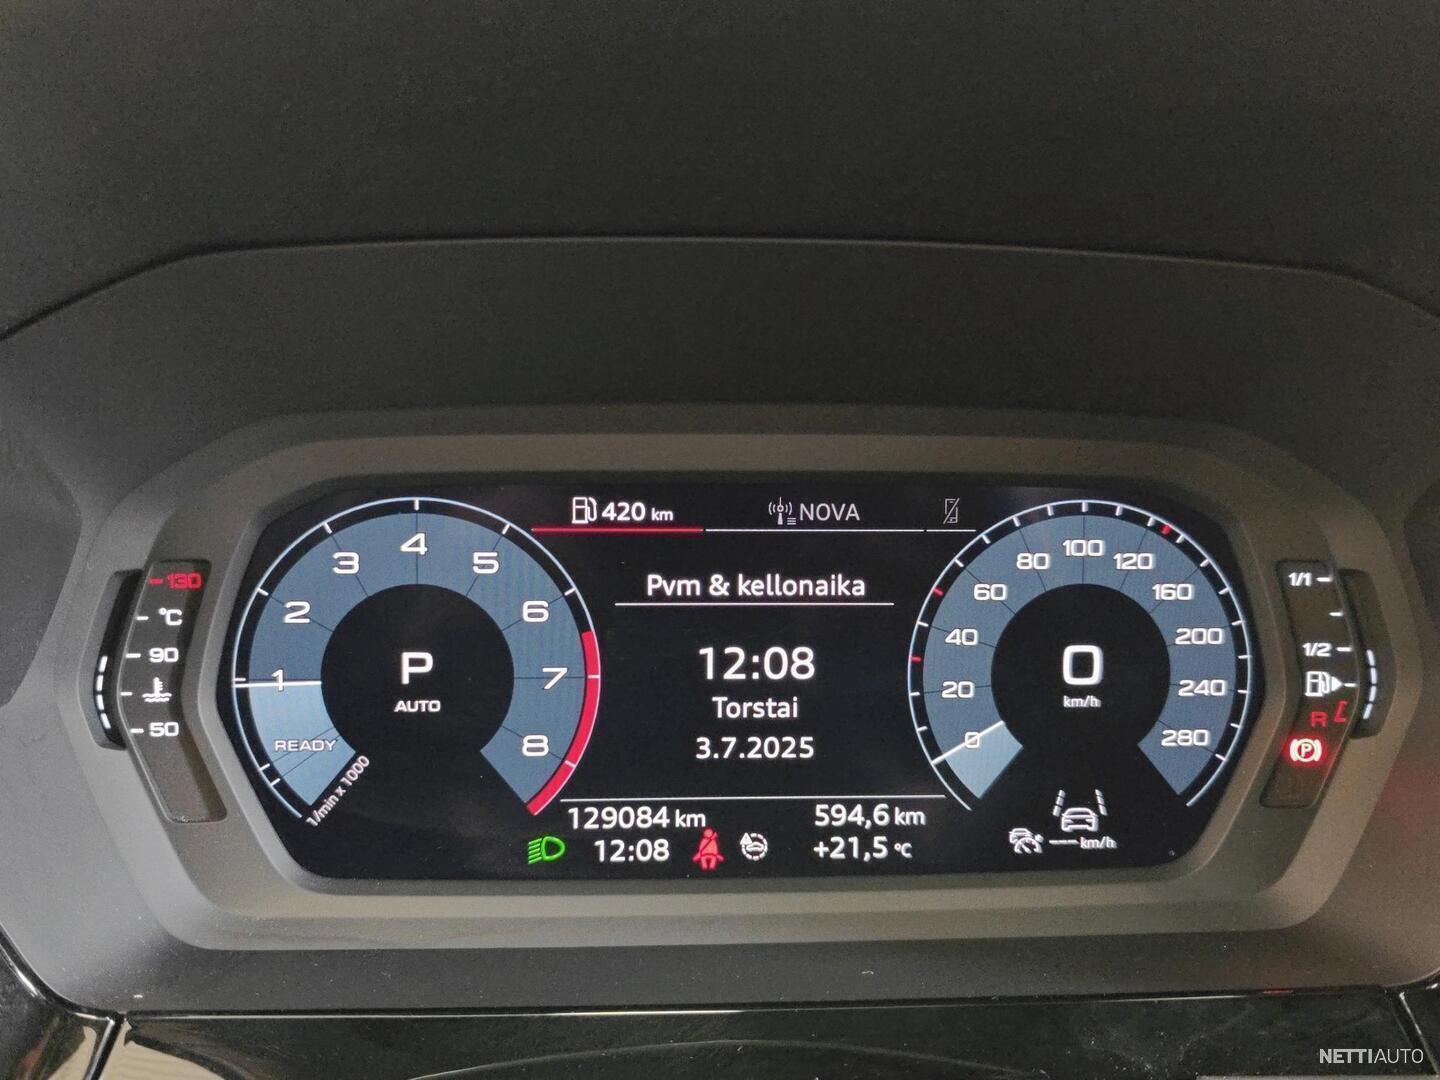 420 km
NOVA
Pvm & kellonaika
12:08
Torstai
3.7.2025
129084 km
594,6 km
12:08
+21,5 °C
1
2
3
4
5
6
7
8
READY
1/min x 1000
P
AUTO
0
20
40
60
80
100
120
160
200
240
280
0
km/h
--- km/h
130
°C
90
50
1/1
1/2
R
P
NETTIAUTO